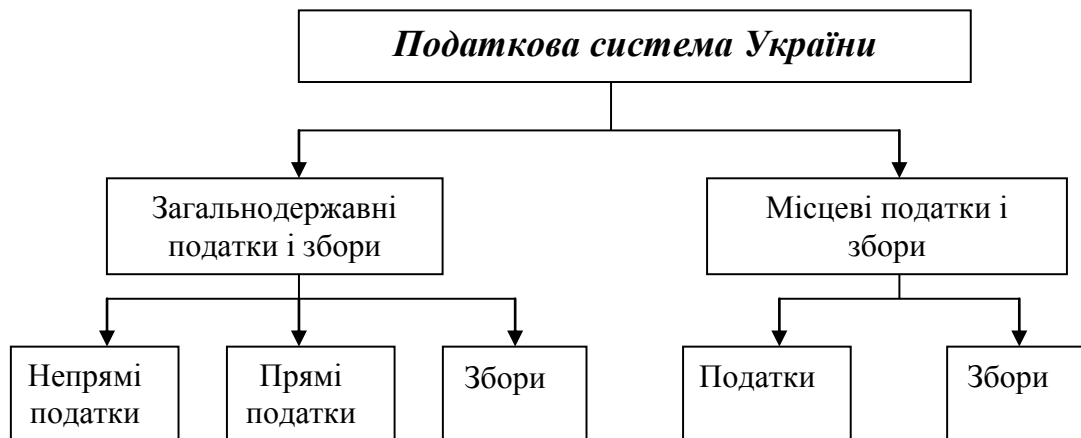 Податкова система України
Загальнодержавні
податки і збори
Місцеві податки і
збори
Непрямі
податки
Прямі
податки
Збори
Податки
Збори